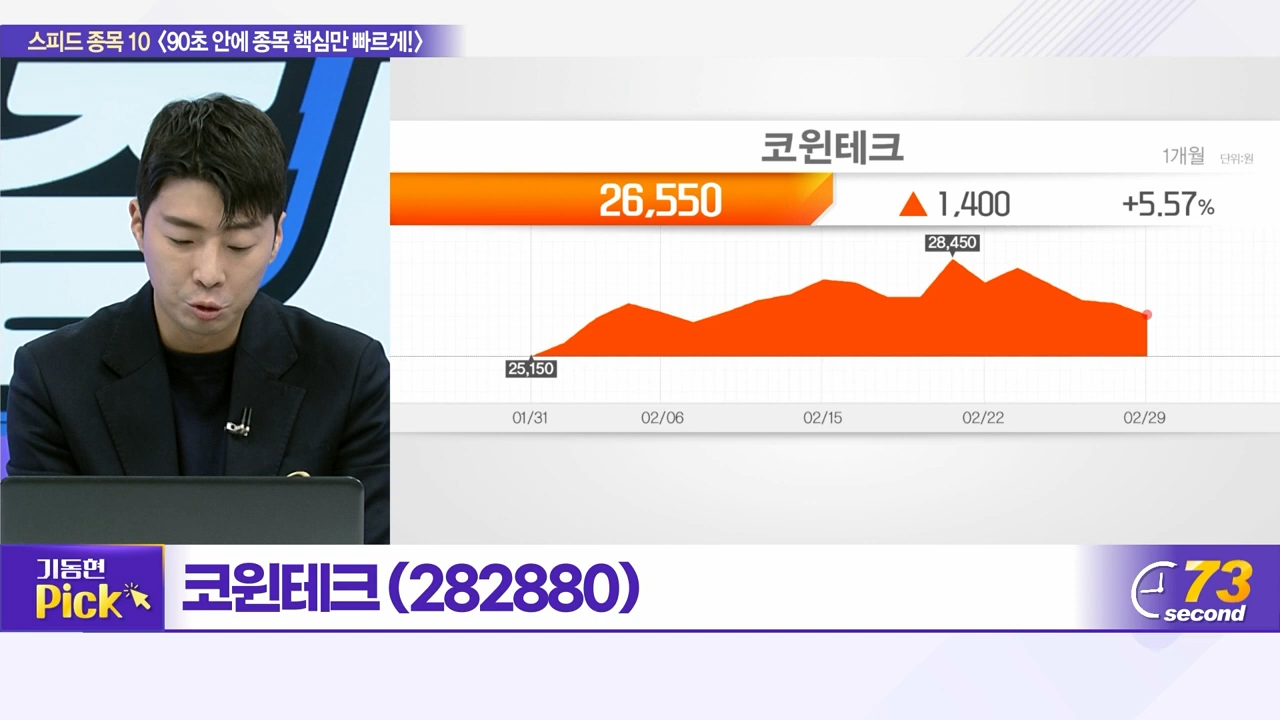 스피드 종목 10 〈90초 안에 종목 핵심만 빠르게!〉
코윈테크
1개월 단위:원
26,550 ▲ 1,400 +5.57%
28,450
25,150
01/31 02/06 02/15 02/22 02/29
기동현
Pick
코윈테크 (282880)
73
second